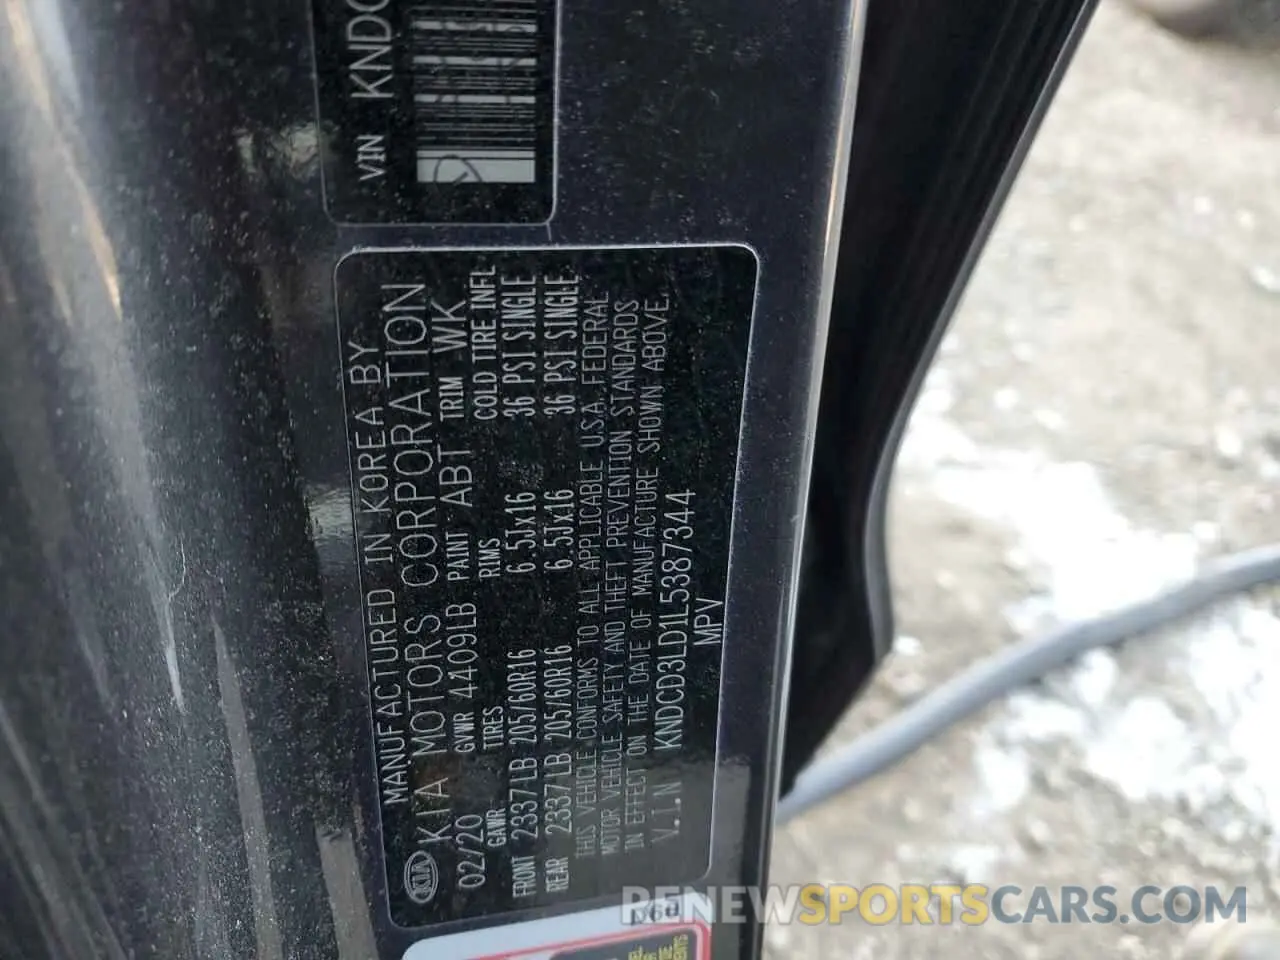 VIN KNDC
MANUFACTURED IN KOREA BY
KIA KIA MOTORS CORPORATION
02/20 GVWR 4409LB PAINT ABT TRIM WK
GAWR TIRES RIMS COLD TIRE INFL.
FRONT 2337LB 205/60R16 6.5Jx16 36 PSI SINGLE
REAR 2337LB 205/60R16 6.5Jx16 36 PSI SINGLE
THIS VEHICLE CONFORMS TO ALL APPLICABLE U.S.A. FEDERAL
MOTOR VEHICLE SAFETY AND THEFT PREVENTION STANDARDS
IN EFFECT ON THE DATE OF MANUFACTURE SHOWN ABOVE.
V.I.N KNDCD3LD1L5387344
MPV
RENEWSPORTSCARS.COM